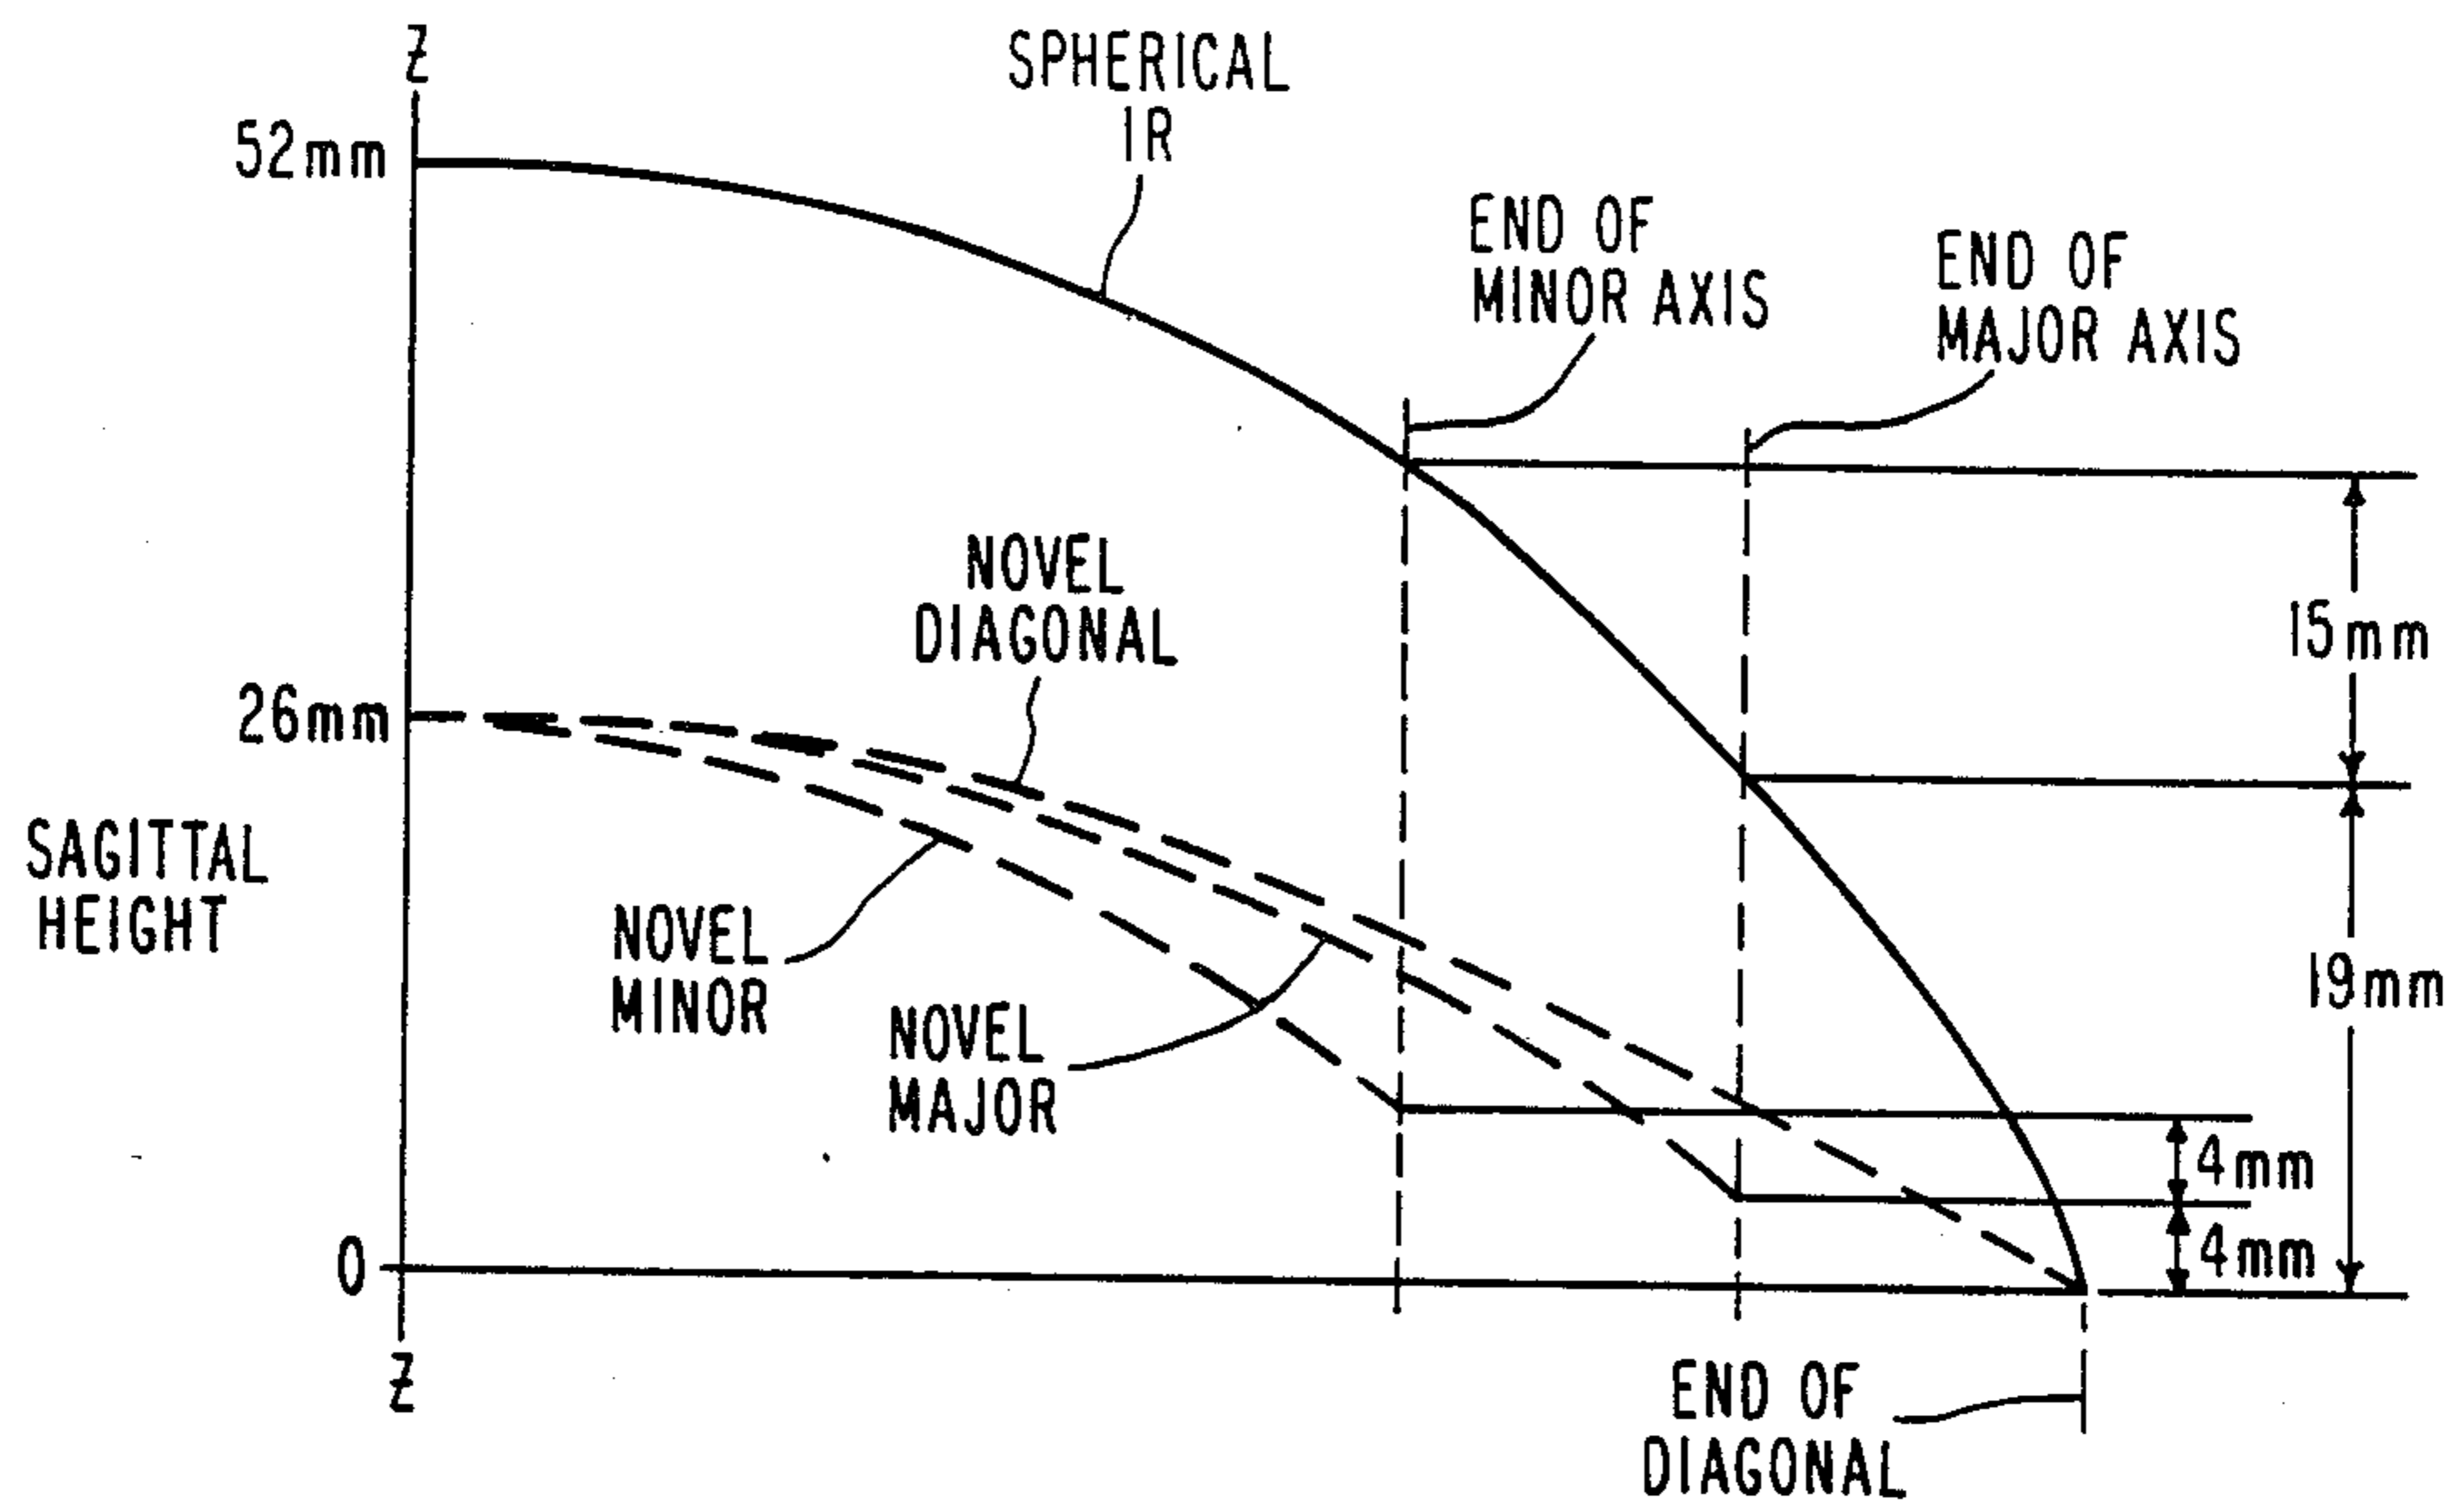 Z
SPHERICAL
1R
52mm
END OF
MINOR AXIS
END OF
MAJOR AXIS
NOVEL
DIAGONAL
15mm
26mm
SAGITTAL
HEIGHT
NOVEL
MINOR
19mm
NOVEL
MAJOR
4mm
4mm
0
Z
END OF
DIAGONAL